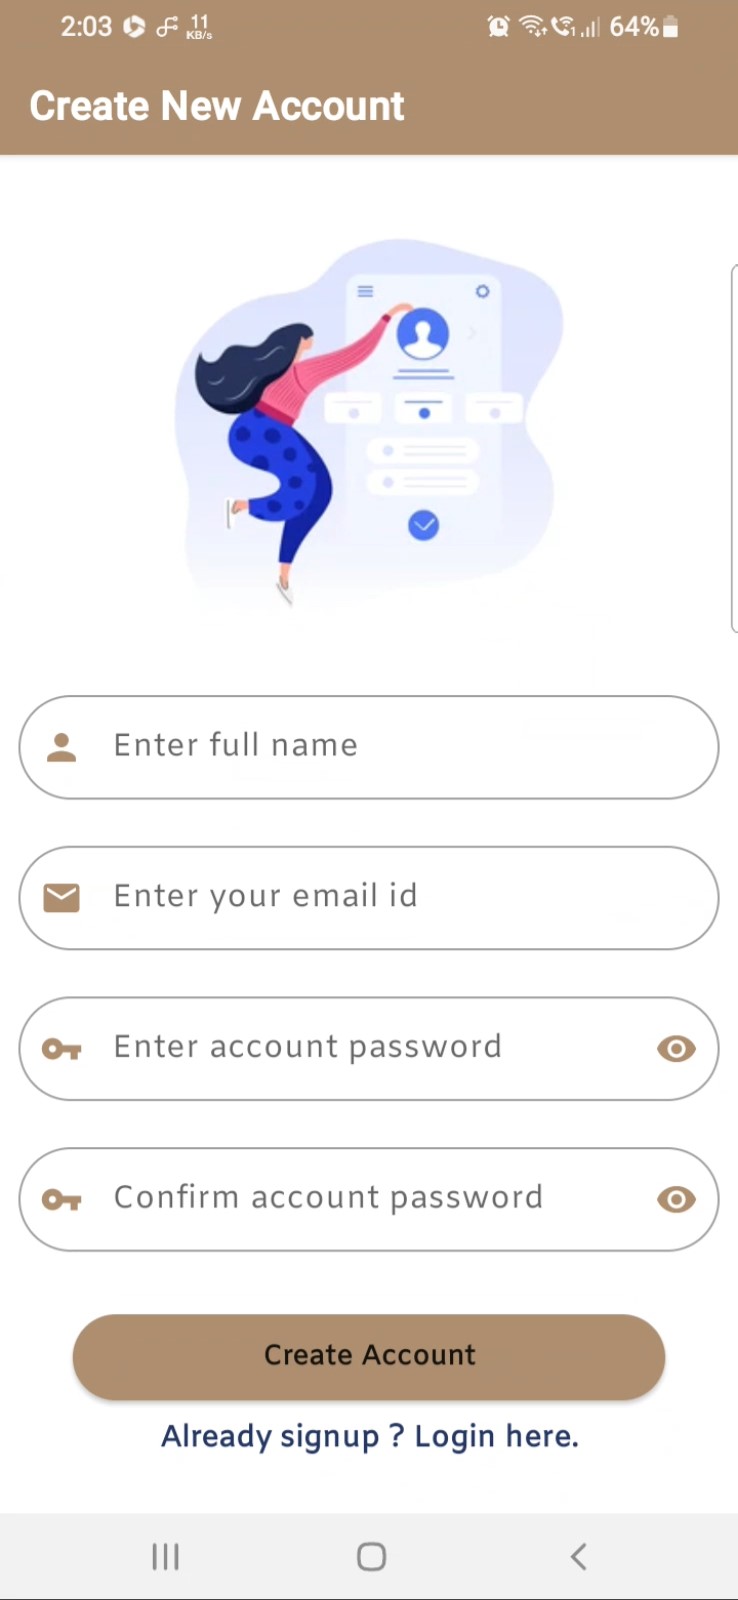 2:03 11 KB/s 64%
Create New Account
Enter full name
Enter your email id
Enter account password
Confirm account password
Create Account
Already signup ? Login here.